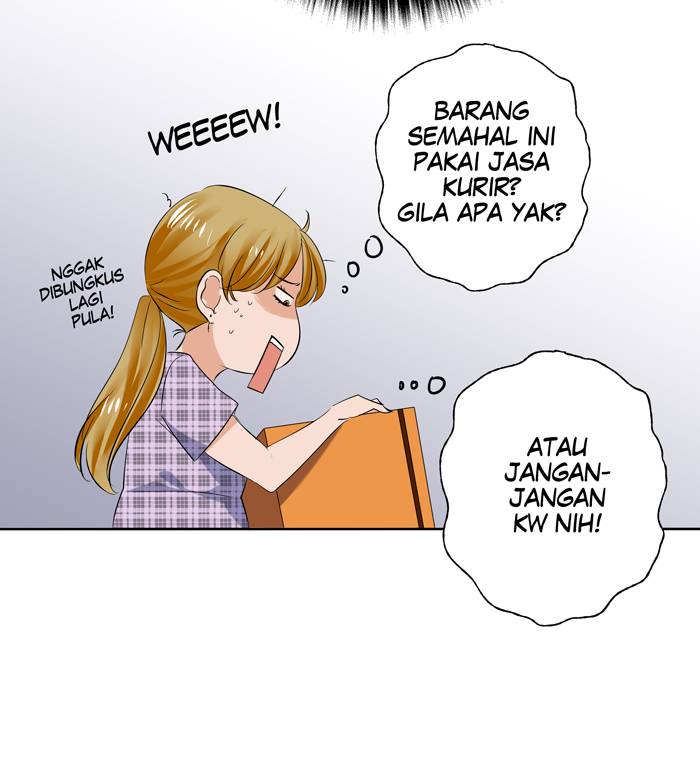 WEEEEW!
BARANG
SEMAHAL INI
PAKAI JASA
KURIR?
GILA APA YAK?
NGGAK
DIBUNGKUS
LAGI
PULA!
ATAU
JANGAN-
JANGAN
KW NIH!